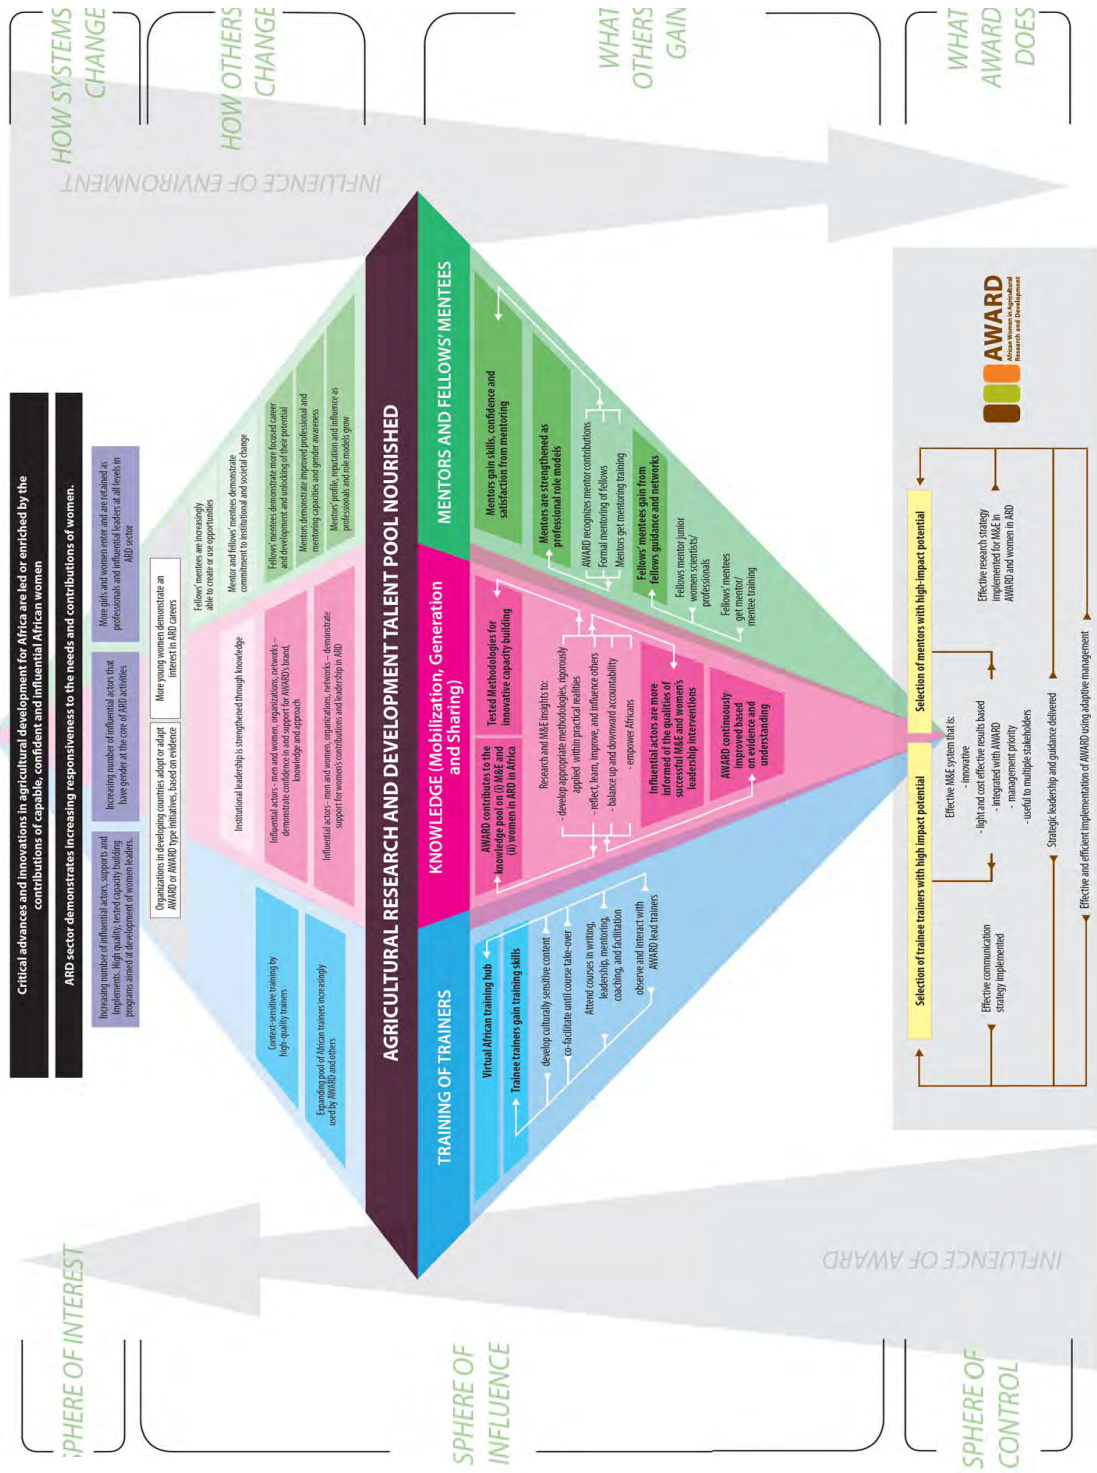 HOW SYSTEMS
CHANGE
HOW OTHERS
CHANGE
WHAT
OTHERS
GAIN
WHAT
AWARD
DOES
INFLUENCE OF ENVIRONMENT
Critical advances and innovations in agricultural development for Africa are led or enriched by the
contributions of capable, confident and influential African women
ARD sector demonstrates increasing responsiveness to the needs and contributions of women.
Increasing number of influential actors, supports and
implements. High quality, tested capacity building
programs aimed at development of women leaders.
Increasing number of influential actors that
have gender at the core of ARD activities
More girls and women enter and are retained as
professionals and influential leaders at all levels in
ARD sector
Organizations in developing countries adopt or adapt
AWARD or AWARD type initiatives, based on evidence
More young women demonstrate an
interest in ARD careers
Fellows' mentees are increasingly
able to create or use opportunities
Mentor and fellows' mentees demonstrate
commitment to institutional and societal change
Fellows' mentees demonstrate more focused career
and development and unlocking of their potential
Mentors demonstrate improved professional and
mentoring capacities and gender awareness
Mentors' profile, reputation and influence as
professionals and role models grow
Institutional leadership is strengthened through knowledge
Influential actors - men and women, organizations, networks –
demonstrate confidence in and support for AWARD's brand,
knowledge and approach
Influential actors - men and women, organizations, networks – demonstrate
support for women's contributions and leadership in ARD
Context-sensitive training by
high-quality trainers
Expanding pool of African trainers increasingly
used by AWARD and others
AGRICULTURAL RESEARCH AND DEVELOPMENT TALENT POOL NOURISHED
TRAINING OF TRAINERS
KNOWLEDGE (Mobilization, Generation
and Sharing)
MENTORS AND FELLOWS' MENTEES
Virtual African training hub
Trainee trainers gain training skills
develop culturally sensitive content
co-facilitate until course take-over
Attend courses in writing,
leadership, mentoring,
coaching, and facilitation
observe and interact with
AWARD lead trainers
AWARD contributes to the
knowledge pool on (i) M&E and
(ii) women in ARD in Africa
Tested Methodologies for
innovative capacity building
Research and M&E insights to:
- develop appropriate methodologies, rigorously
applied within practical realities
- reflect, learn, improve, and influence others
- balance up and downward accountability
- empower Africans
Influential actors are more
informed of the qualities of
successful M&E and women's
leadership interventions
AWARD continuously
improved based
on evidence and
understanding
Mentors gain skills, confidence and
satisfaction from mentoring
Mentors are strengthened as
professional role models
AWARD recognizes mentor contributions
Formal mentoring of fellows
Mentors get mentoring training
Fellows' mentees gain from
fellows guidance and networks
Fellows mentor junior
women scientists/
professionals
Fellows' mentees
get mentor/
mentee training
Selection of trainee trainers with high impact potential
Selection of mentors with high-impact potential
Effective communication
strategy implemented
Effective M&E system that is:
- innovative
- light and cost effective results based
- integrated with AWARD
- management priority
- useful to multiple stakeholders
Effective research strategy
implemented for M&E in
AWARD and women in ARD
Strategic leadership and guidance delivered
Effective and efficient implementation of AWARD using adaptive management
AWARD
African Women in Agricultural
Research and Development
INFLUENCE OF AWARD
SPHERE OF INTEREST
SPHERE OF
INFLUENCE
SPHERE OF
CONTROL